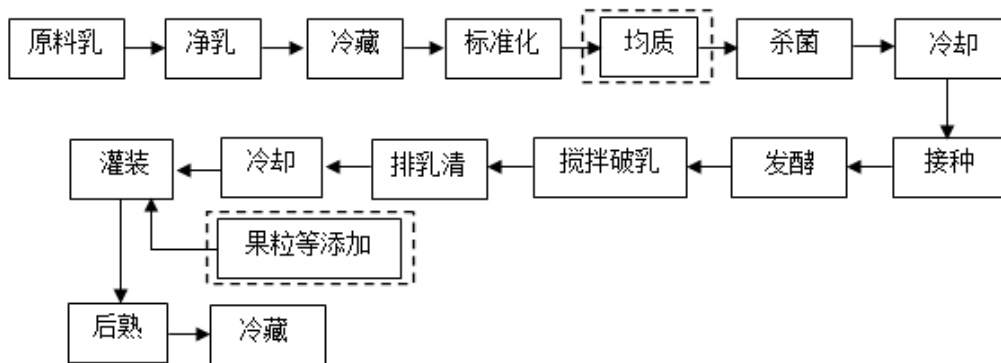 原料乳
净乳
冷藏
标准化
均质
杀菌
冷却
接种
发酵
搅拌破乳
排乳清
冷却
灌装
果粒等添加
后熟
冷藏